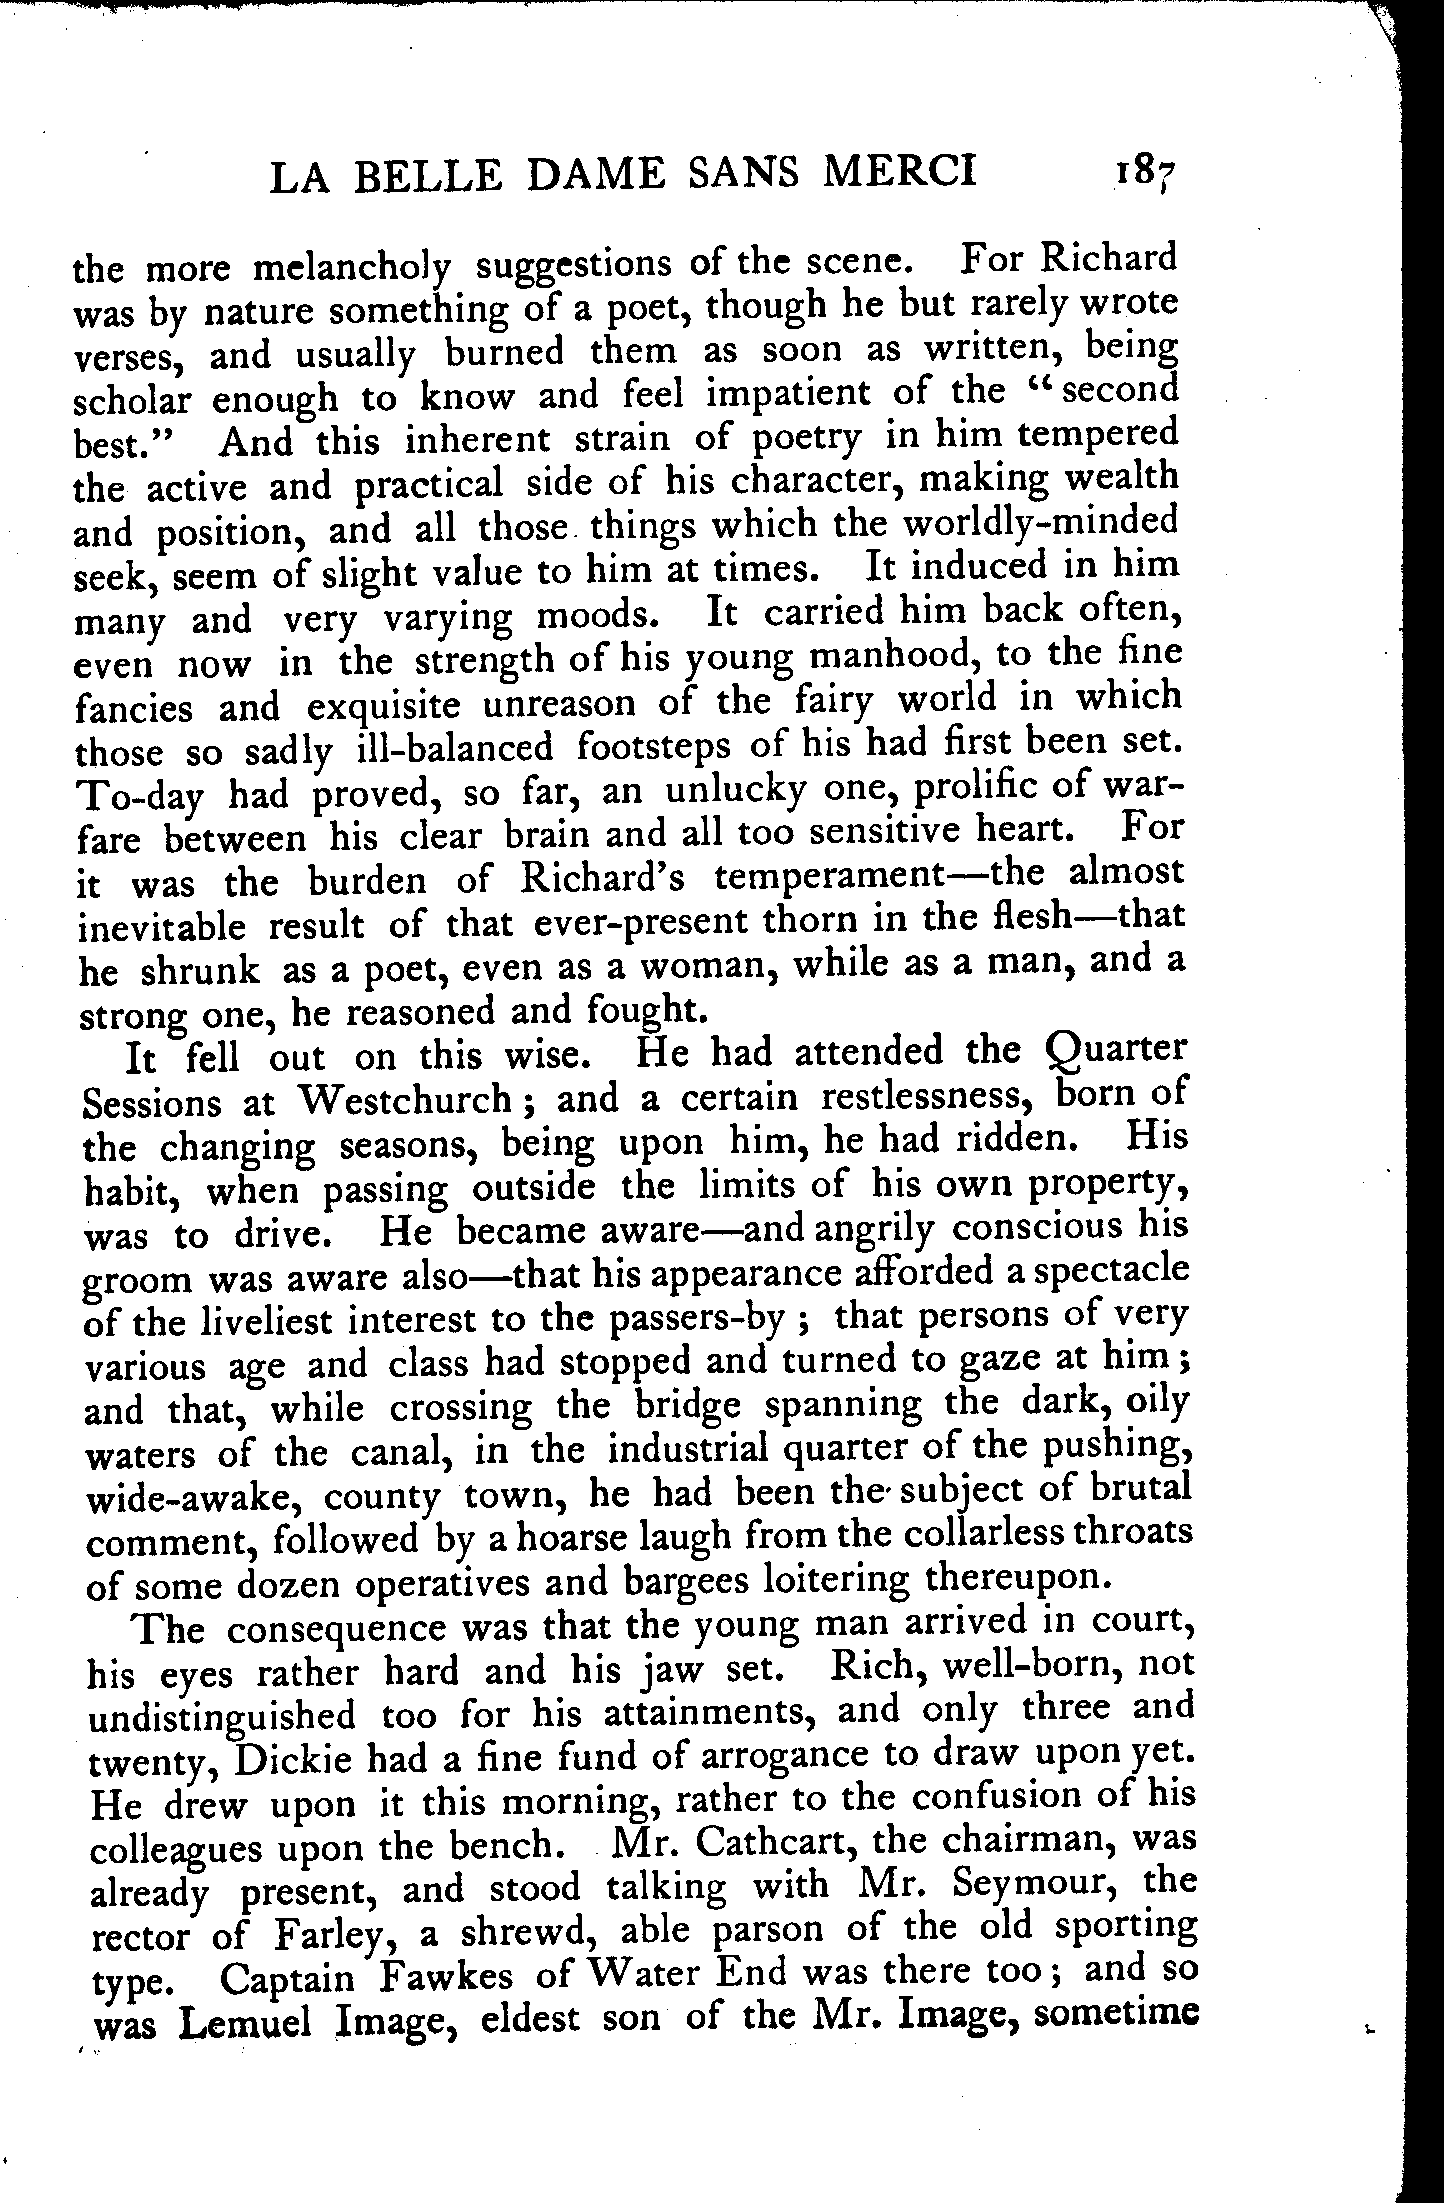 LA BELLE DAME SANS MERCI 187
the more melancholy suggestions of the scene. For Richard
was by nature something of a poet, though he but rarely wrote
verses, and usually burned them as soon as written, being
scholar enough to know and feel impatient of the “second
best.” And this inherent strain of poetry in him tempered
the active and practical side of his character, making wealth
and position, and all those things which the worldly-minded
seek, seem of slight value to him at times. It induced in him
many and very varying moods. It carried him back often,
even now in the strength of his young manhood, to the fine
fancies and exquisite unreason of the fairy world in which
those so sadly ill-balanced footsteps of his had first been set.
To-day had proved, so far, an unlucky one, prolific of war-
fare between his clear brain and all too sensitive heart. For
it was the burden of Richard’s temperament—the almost
inevitable result of that ever-present thorn in the flesh—that
he shrunk as a poet, even as a woman, while as a man, and a
strong one, he reasoned and fought.
It fell out on this wise. He had attended the Quarter
Sessions at Westchurch ; and a certain restlessness, born of
the changing seasons, being upon him, he had ridden. His
habit, when passing outside the limits of his own property,
was to drive. He became aware—and angrily conscious his
groom was aware also—that his appearance afforded a spectacle
of the liveliest interest to the passers-by ; that persons of very
various age and class had stopped and turned to gaze at him ;
and that, while crossing the bridge spanning the dark, oily
waters of the canal, in the industrial quarter of the pushing,
wide-awake, county town, he had been the subject of brutal
comment, followed by a hoarse laugh from the collarless throats
of some dozen operatives and bargees loitering thereupon.
The consequence was that the young man arrived in court,
his eyes rather hard and his jaw set. Rich, well-born, not
undistinguished too for his attainments, and only three and
twenty, Dickie had a fine fund of arrogance to draw upon yet.
He drew upon it this morning, rather to the confusion of his
colleagues upon the bench. Mr. Cathcart, the chairman, was
already present, and stood talking with Mr. Seymour, the
rector of Farley, a shrewd, able parson of the old sporting
type. Captain Fawkes of Water End was there too ; and so
was Lemuel Image, eldest son of the Mr. Image, sometime